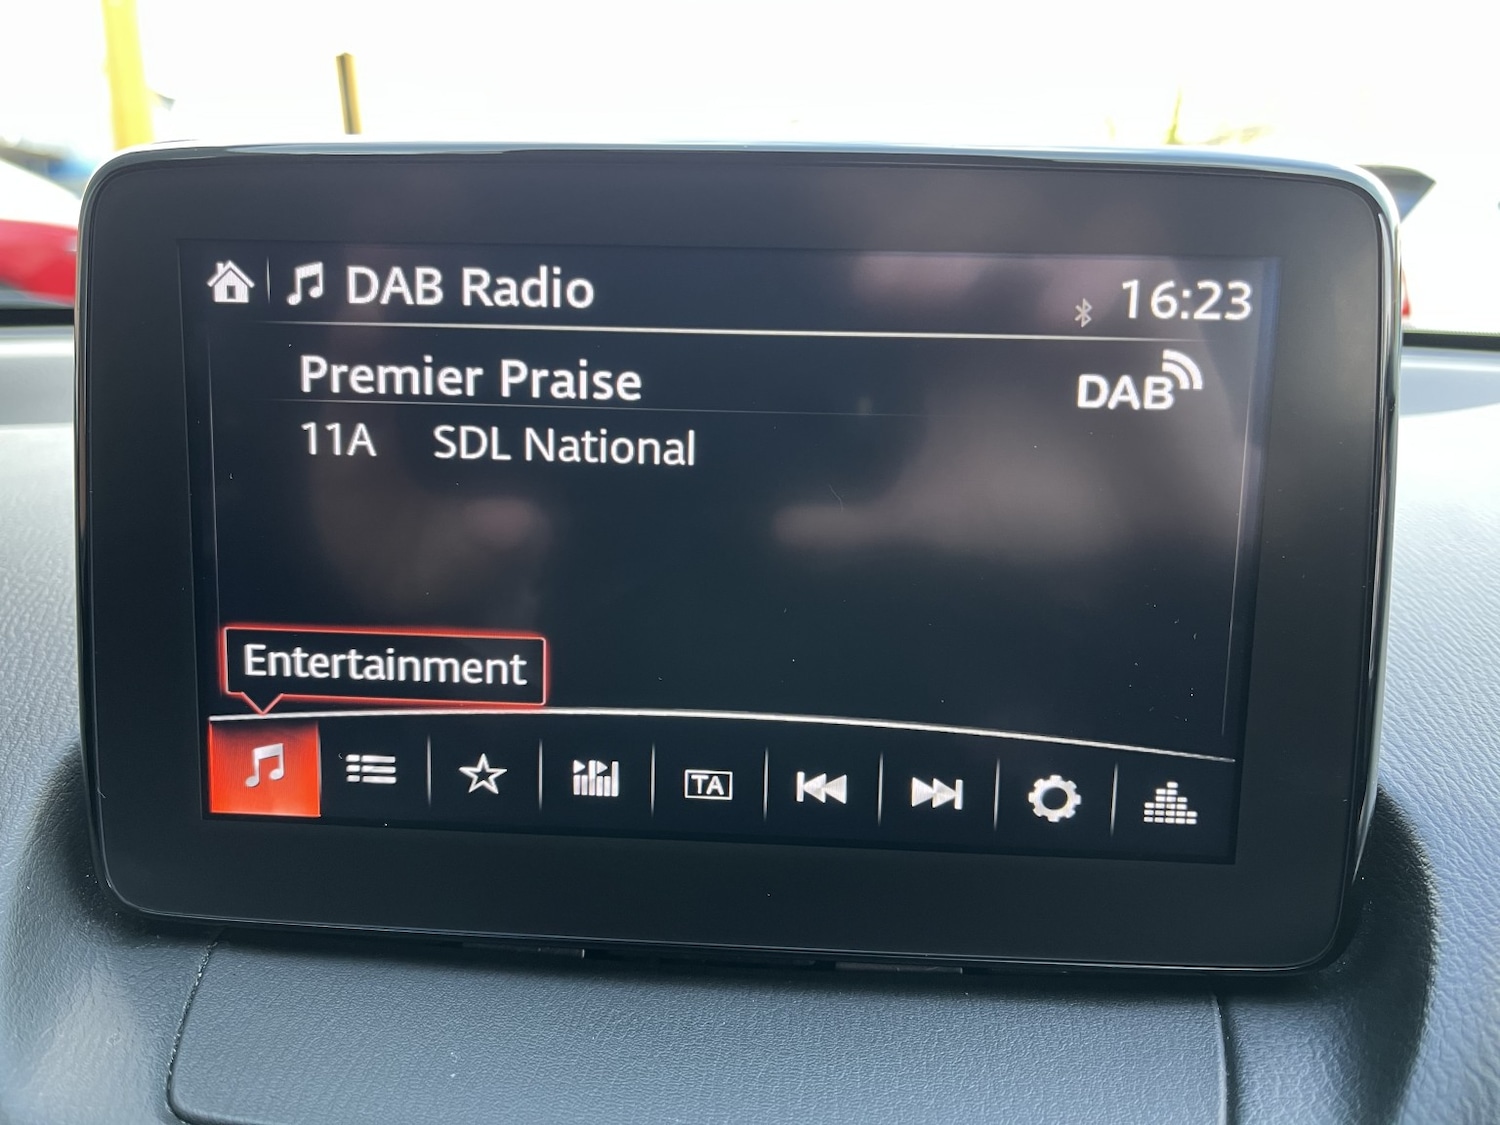 DAB Radio
16:23
Premier Praise
DAB
11A SDL National
Entertainment
TA